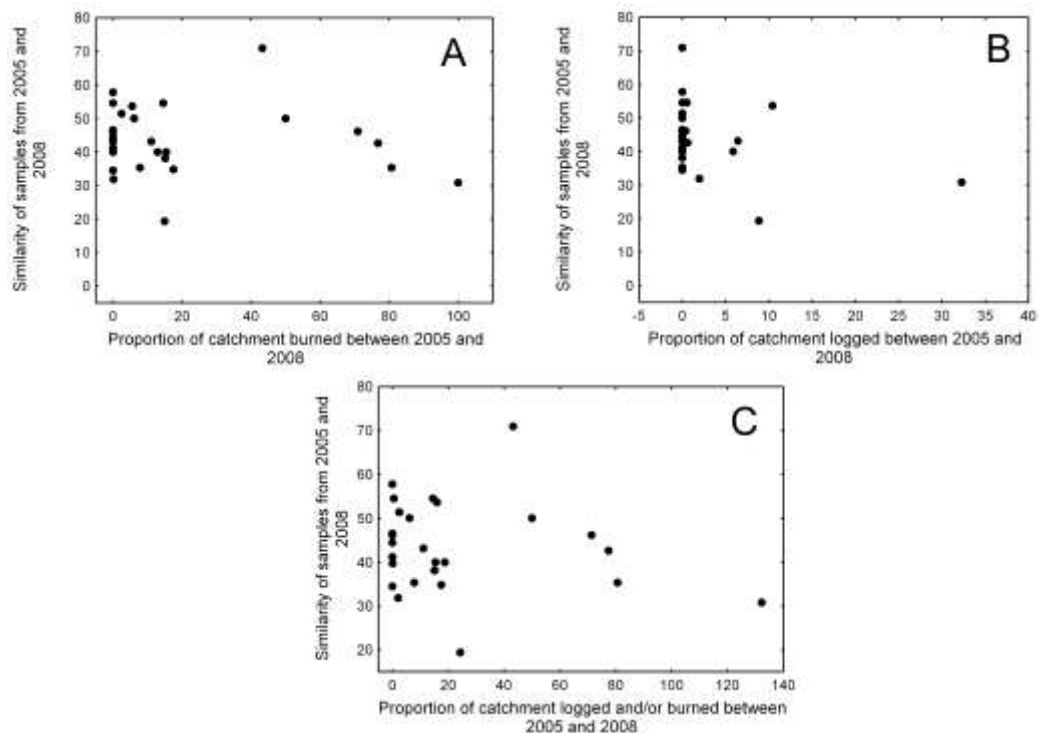 A
Similarity of samples from 2005 and
2008
80
70
60
50
40
30
20
10
0
0 20 40 60 80 100
Proportion of catchment burned between 2005 and
2008
B
Similarity of samples from 2005 and
2008
80
70
60
50
40
30
20
10
0
-5 0 5 10 15 20 25 30 35 40
Proportion of catchment logged between 2005 and
2008
C
Similarity of samples from 2005 and
2008
80
70
60
50
40
30
20
0 20 40 60 80 100 120 140
Proportion of catchment logged and/or burned between
2005 and 2008